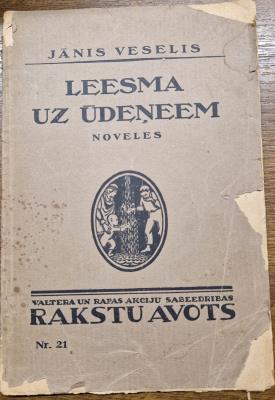 JĀNIS VESELIS
LEESMA
UZ ŪDEŅEEM
NOVELES
VALTERA UN RAPAS AKCIJU SABEEDRIBAS
RAKSTU AVOTS
Nr. 21